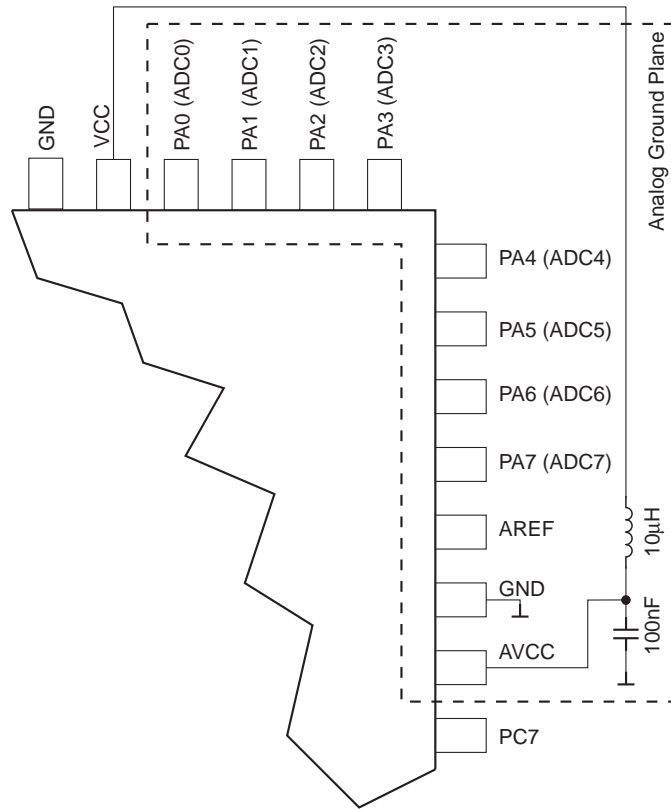 GND
VCC
PA0 (ADC0)
PA1 (ADC1)
PA2 (ADC2)
PA3 (ADC3)
Analog Ground Plane
PA4 (ADC4)
PA5 (ADC5)
PA6 (ADC6)
PA7 (ADC7)
AREF
10µH
GND
AVCC
100nF
PC7